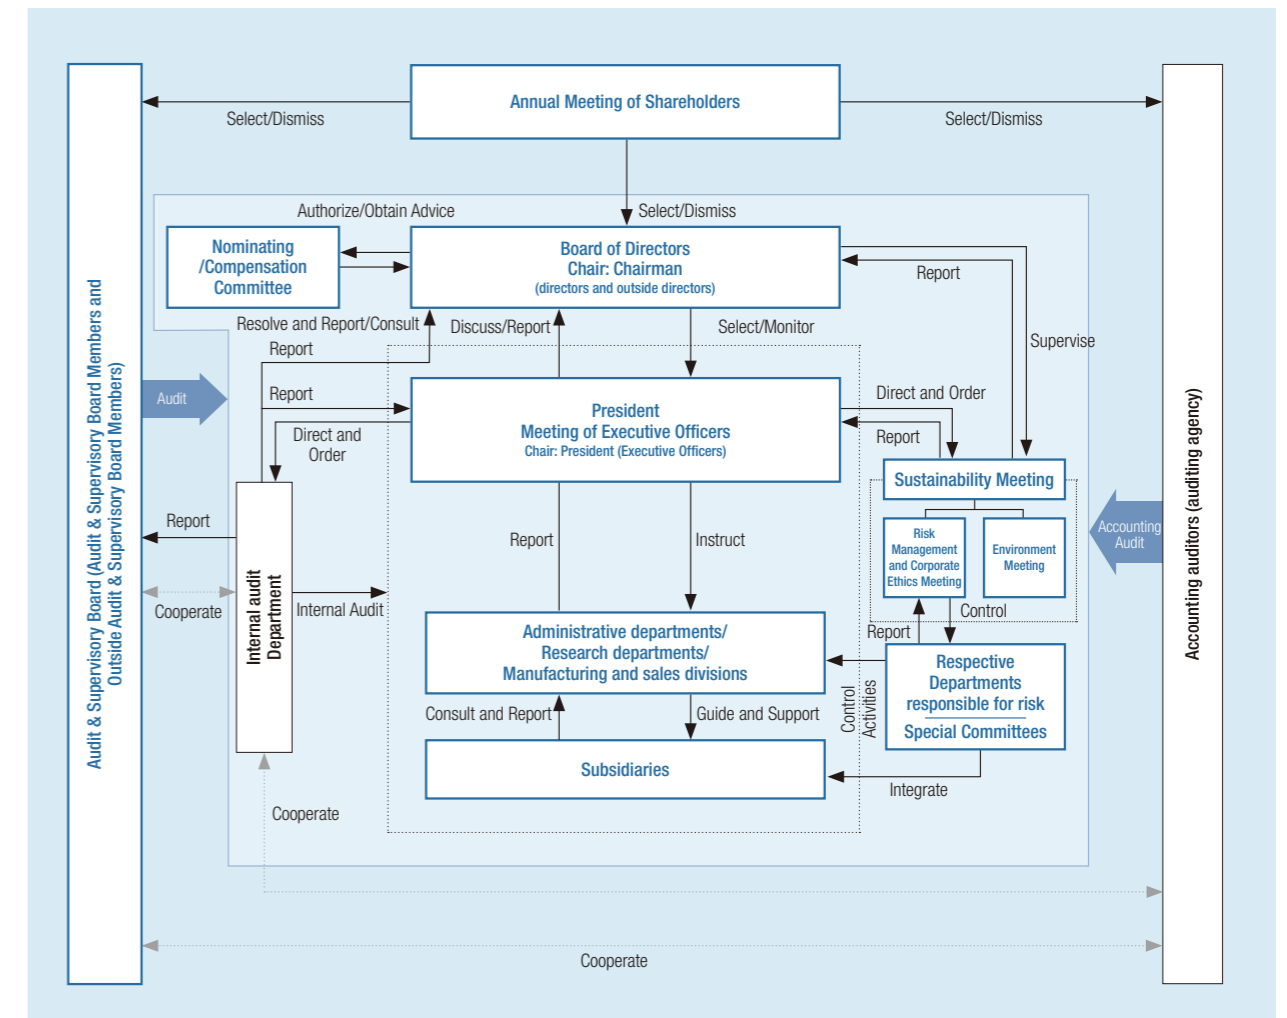 Annual Meeting of Shareholders
Select/Dismiss
Select/Dismiss
Select/Dismiss
Audit & Supervisory Board (Audit & Supervisory Board Members and
Outside Audit & Supervisory Board Members)
Accounting auditors (auditing agency)
Authorize/Obtain Advice
Nominating
/Compensation
Committee
Board of Directors
Chair: Chairman
(directors and outside directors)
Report
Supervise
Resolve and Report/Consult
Discuss/Report
Select/Monitor
Report
Audit
Report
Direct and
Order
President
Meeting of Executive Officers
Chair: President (Executive Officers)
Direct and Order
Report
Sustainability Meeting
Risk
Management
and Corporate
Ethics Meeting
Environment
Meeting
Accounting
Audit
Report
Cooperate
Internal audit
Department
Internal Audit
Report
Instruct
Control
Report
Administrative departments/
Research departments/
Manufacturing and sales divisions
Respective
Departments
responsible for risk
Special Committees
Control
Activities
Consult and Report
Guide and Support
Subsidiaries
Integrate
Cooperate
Cooperate